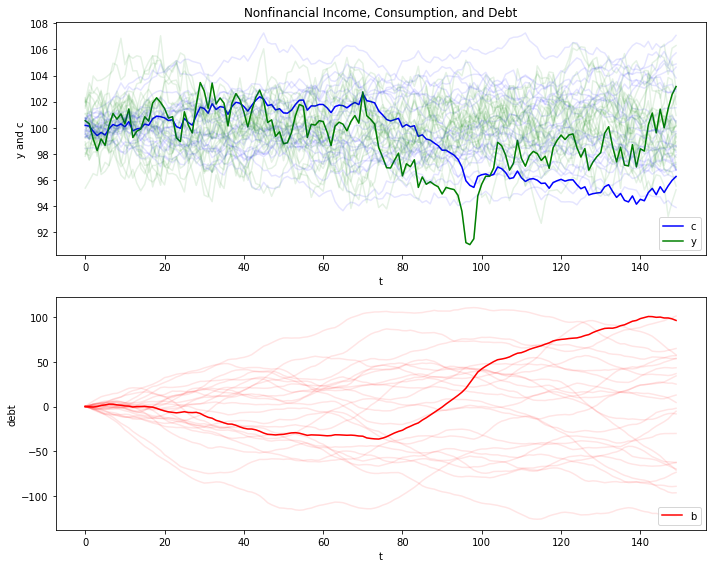 Nonfinancial Income, Consumption, and Debt
108
106
104
102
100
98
96
94
92
y and c
0 20 40 60 80 100 120 140
t
c
y
100
50
0
−50
−100
debt
0 20 40 60 80 100 120 140
t
b